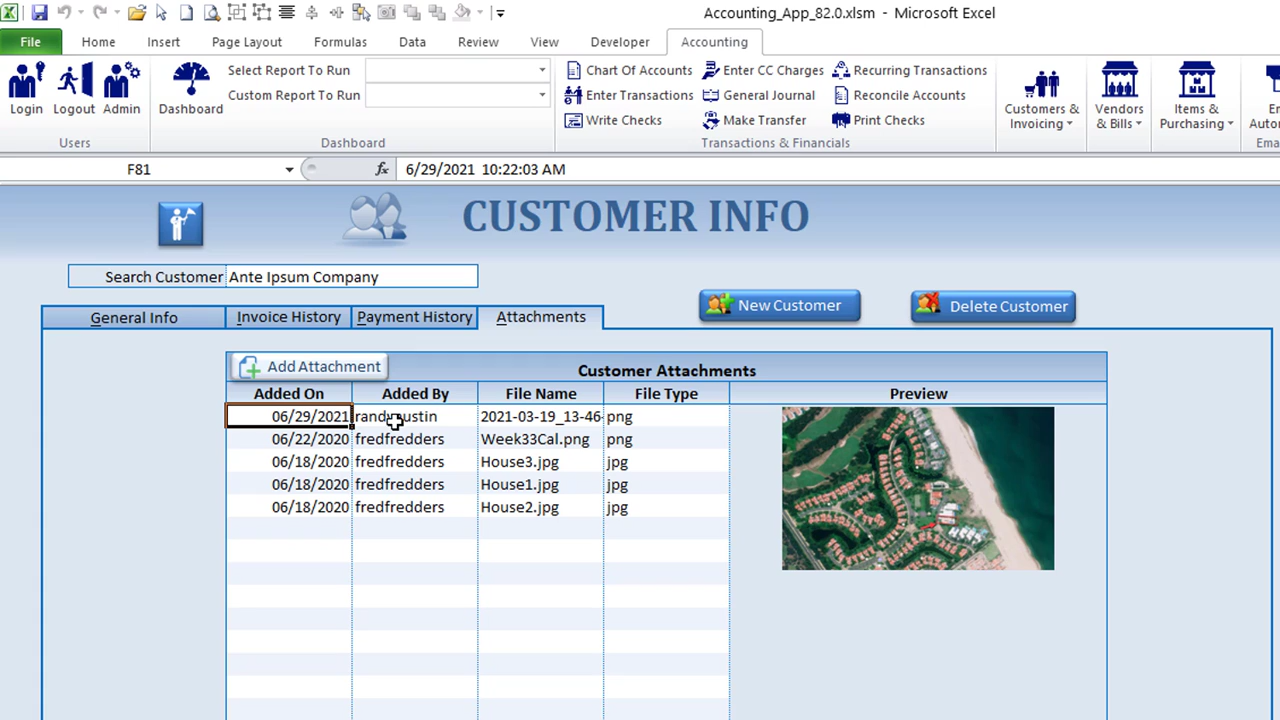 Accounting_App_82.0.xlsm - Microsoft Excel
File Home Insert Page Layout Formulas Data Review View Developer Accounting
Select Report To Run Chart Of Accounts Enter CC Charges Recurring Transactions
Custom Report To Run Enter Transactions General Journal Reconcile Accounts
Login Logout Admin Dashboard Write Checks Make Transfer Print Checks
Customers & Invoicing Vendors & Bills Items & Purchasing
Users Dashboard Transactions & Financials
F81 fx 6/29/2021 10:22:03 AM
CUSTOMER INFO
Search Customer Ante Ipsum Company
New Customer Delete Customer
General Info Invoice History Payment History Attachments
Add Attachment Customer Attachments
Added On Added By File Name File Type Preview
06/29/2021 2021-03-19_13-46- png
06/22/2020 fredfredders Week33Cal.png png
06/18/2020 fredfredders House3.jpg jpg
06/18/2020 fredfredders House1.jpg jpg
06/18/2020 fredfredders House2.jpg jpg